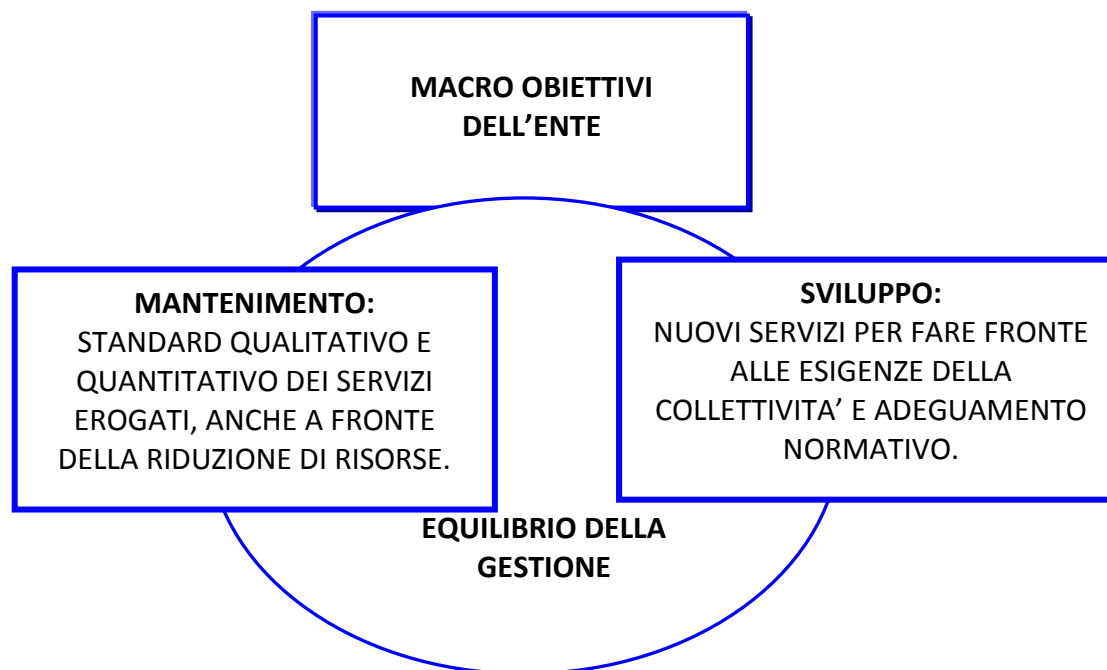 MACRO OBIETTIVI
DELL’ENTE
MANTENIMENTO:
STANDARD QUALITATIVO E
QUANTITATIVO DEI SERVIZI
EROGATI, ANCHE A FRONTE
DELLA RIDUZIONE DI RISORSE.
SVILUPPO:
NUOVI SERVIZI PER FARE FRONTE
ALLE ESIGENZE DELLA
COLLETTIVITA’ E ADEGUAMENTO
NORMATIVO.
EQUILIBRIO DELLA
GESTIONE